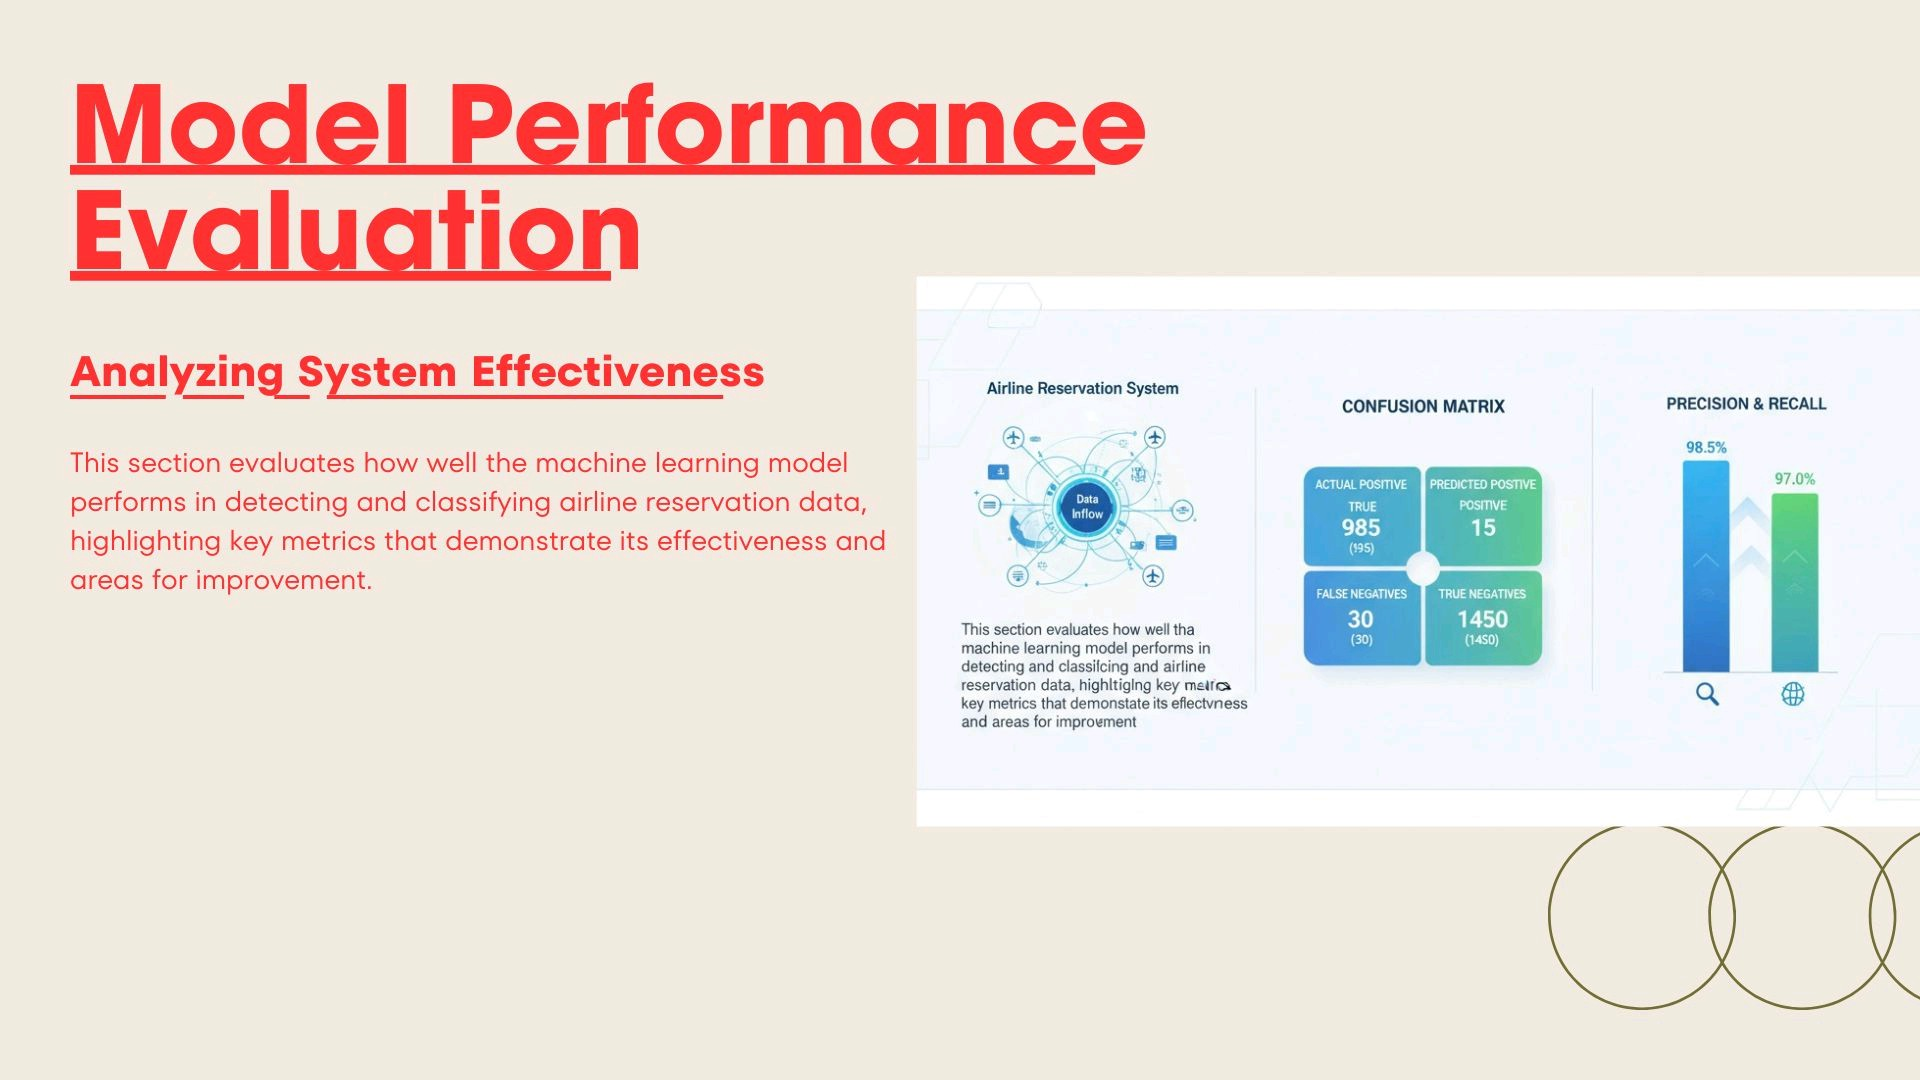 Model Performance
Evaluation
Analyzing System Effectiveness
This section evaluates how well the machine learning model
performs in detecting and classifying airline reservation data,
highlighting key metrics that demonstrate its effectiveness and
areas for improvement.
Airline Reservation System
Data
Inflow
This section evaluates how well tha
machine learning model performs in
detecting and classilcing and airline
reservation data, highltiglng key
key metrics that demonstate its eflectvness
and areas for improvement
CONFUSION MATRIX
ACTUAL POSITIVE
TRUE
985
(195)
PREDICTED POSTIVE
POSITIVE
15
FALSE NEGATIVES
30
(30)
TRUE NEGATIVES
1450
(14S0)
PRECISION & RECALL
98.5%
97.0%